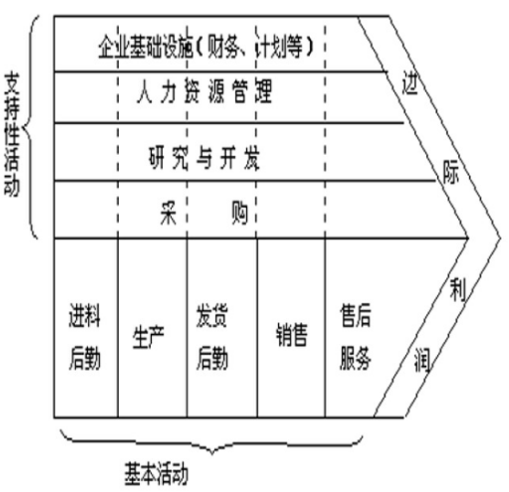 支持性活动
企业基础设施（财务、计划等）
人力资源管理
研究与开发
采 购
进料
后勤
生产
发货
后勤
销售
售后
服务
边际利润
基本活动